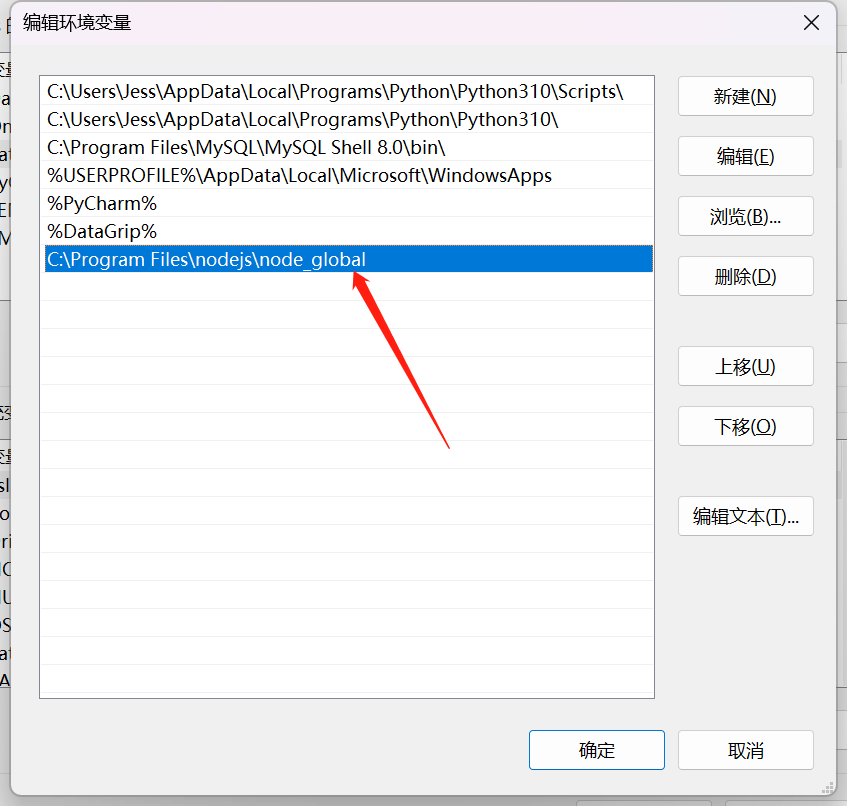 编辑环境变量
C:\Users\Jess\AppData\Local\Programs\Python\Python310\Scripts\
C:\Users\Jess\AppData\Local\Programs\Python\Python310\
C:\Program Files\MySQL\MySQL Shell 8.0\bin\
%USERPROFILE%\AppData\Local\Microsoft\WindowsApps
%PyCharm%
%DataGrip%
C:\Program Files\nodejs\node_global
新建(N)
编辑(E)
浏览(B)...
删除(D)
上移(U)
下移(O)
编辑文本(T)...
确定
取消